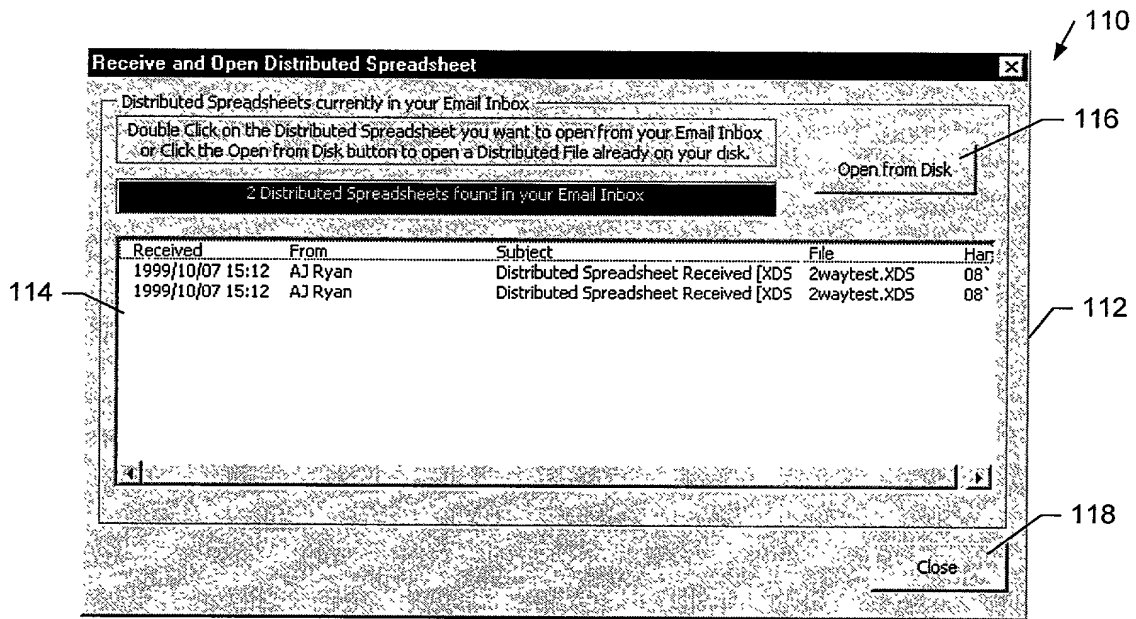 110
Receive and Open Distributed Spreadsheet
Distributed Spreadsheets currently in your Email Inbox
Double Click on the Distributed Spreadsheet you want to open from your Email Inbox
or Click the Open from Disk button to open a Distributed File already on your disk.
116
Open from Disk
2 Distributed Spreadsheets found in your Email Inbox
Received From Subject File Han
1999/10/07 15:12 AJ Ryan Distributed Spreadsheet Received [XDS 2waytest.XDS 08`
1999/10/07 15:12 AJ Ryan Distributed Spreadsheet Received [XDS 2waytest.XDS 08`
114
112
118
Close